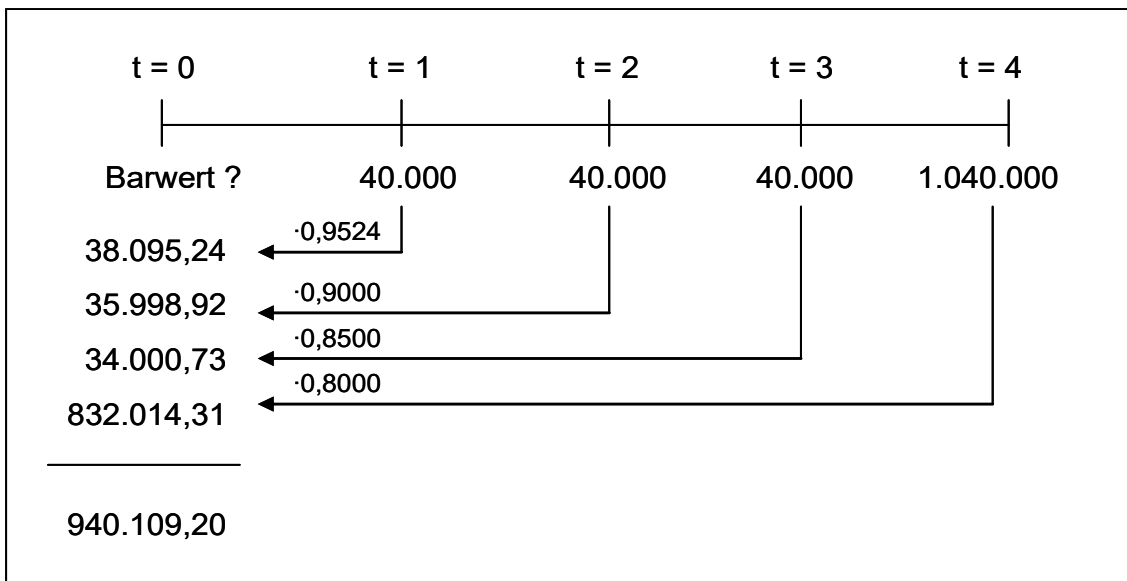 t = 0 t = 1 t = 2 t = 3 t = 4
Barwert ? 40.000 40.000 40.000 1.040.000
38.095,24 ·0,9524
35.998,92 ·0,9000
34.000,73 ·0,8500
832.014,31 ·0,8000
940.109,20